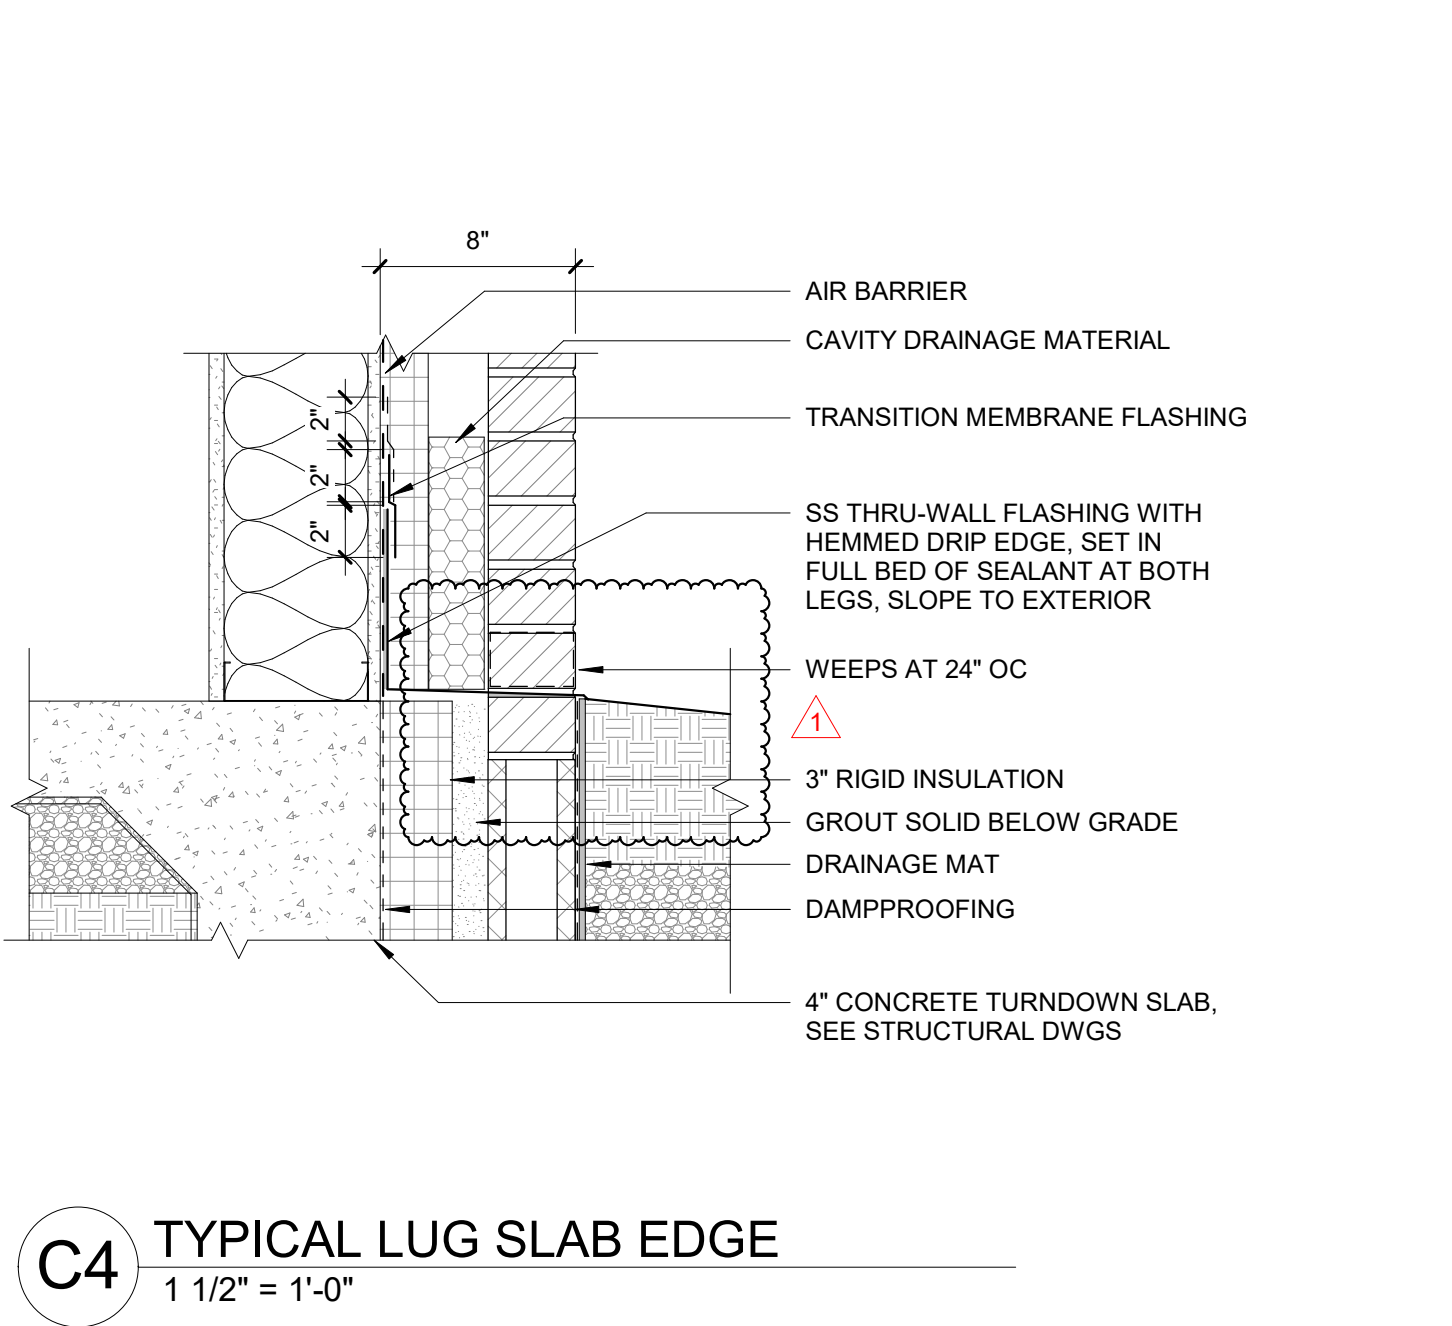 8"
AIR BARRIER
CAVITY DRAINAGE MATERIAL
2"
TRANSITION MEMBRANE FLASHING
2"
2"
SS THRU-WALL FLASHING WITH
HEMMED DRIP EDGE, SET IN
FULL BED OF SEALANT AT BOTH
LEGS, SLOPE TO EXTERIOR
WEEPS AT 24" OC
1
3" RIGID INSULATION
GROUT SOLID BELOW GRADE
DRAINAGE MAT
DAMPPROOFING
4" CONCRETE TURNDOWN SLAB,
SEE STRUCTURAL DWGS
C4
TYPICAL LUG SLAB EDGE
1 1/2" = 1'-0"